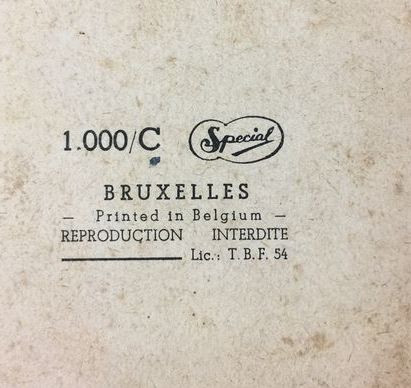 1.000/C Special
BRUXELLES
— Printed in Belgium —
REPRODUCTION INTERDITE
Lic.: T.B.F. 54